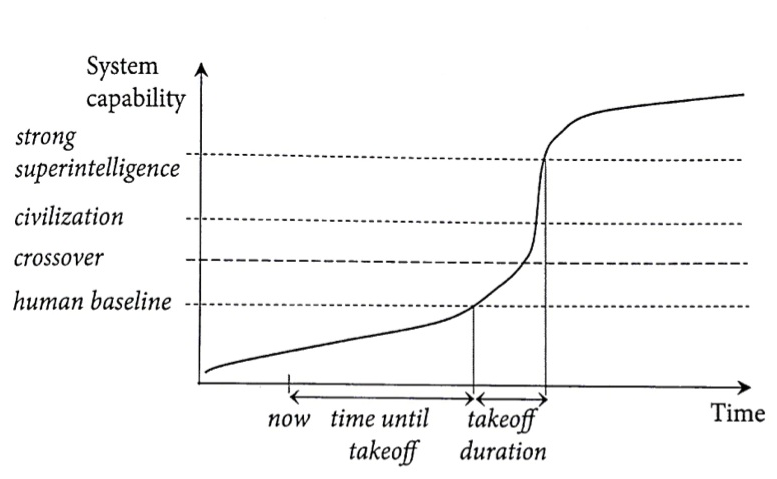 System
capability
strong
superintelligence
civilization
crossover
human baseline
now
time until
takeoff
takeoff
duration
Time